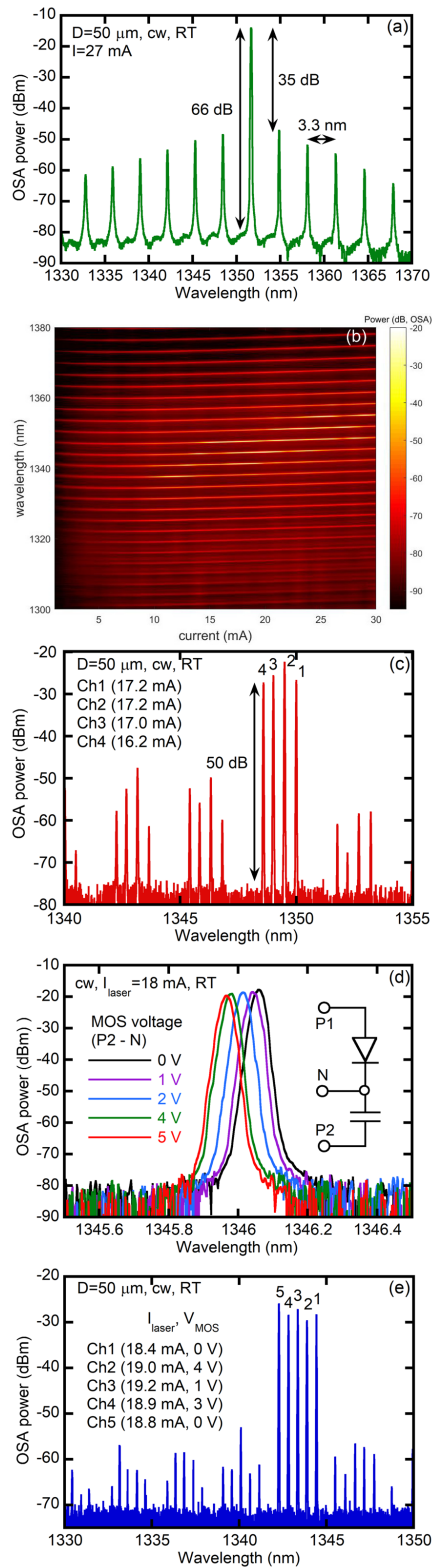 (a)
D=50 μm, cw, RT
I=27 mA
66 dB
35 dB
3.3 nm
OSA power (dBm)
-10
-20
-30
-40
-50
-60
-70
-80
-90
1330 1335 1340 1345 1350 1355 1360 1365 1370
Wavelength (nm)
Power (dB, OSA)
(b)
1380
1360
1340
1320
1300
wavelength (nm)
5 10 15 20 25 30
current (mA)
-20
-30
-40
-50
-60
-70
-80
-90
(c)
D=50 μm, cw, RT
Ch1 (17.2 mA)
Ch2 (17.2 mA)
Ch3 (17.0 mA)
Ch4 (16.2 mA)
4 3 2 1
50 dB
OSA power (dBm)
-20
-30
-40
-50
-60
-70
-80
1340 1345 1350 1355
Wavelength (nm)
(d)
cw, Ilaser=18 mA, RT
MOS voltage
(P2 - N)
0 V
1 V
2 V
4 V
5 V
P1
N
P2
OSA power (dBm))
-10
-20
-30
-40
-50
-60
-70
-80
-90
1345.6 1345.8 1346 1346.2 1346.4
Wavelength (nm)
(e)
D=50 μm, cw, RT
Ilaser, VMOS
Ch1 (18.4 mA, 0 V)
Ch2 (19.0 mA, 4 V)
Ch3 (19.2 mA, 1 V)
Ch4 (18.9 mA, 3 V)
Ch5 (18.8 mA, 0 V)
5 4 3 2 1
OSA power (dBm)
-20
-30
-40
-50
-60
-70
1330 1335 1340 1345 1350
Wavelength (nm)